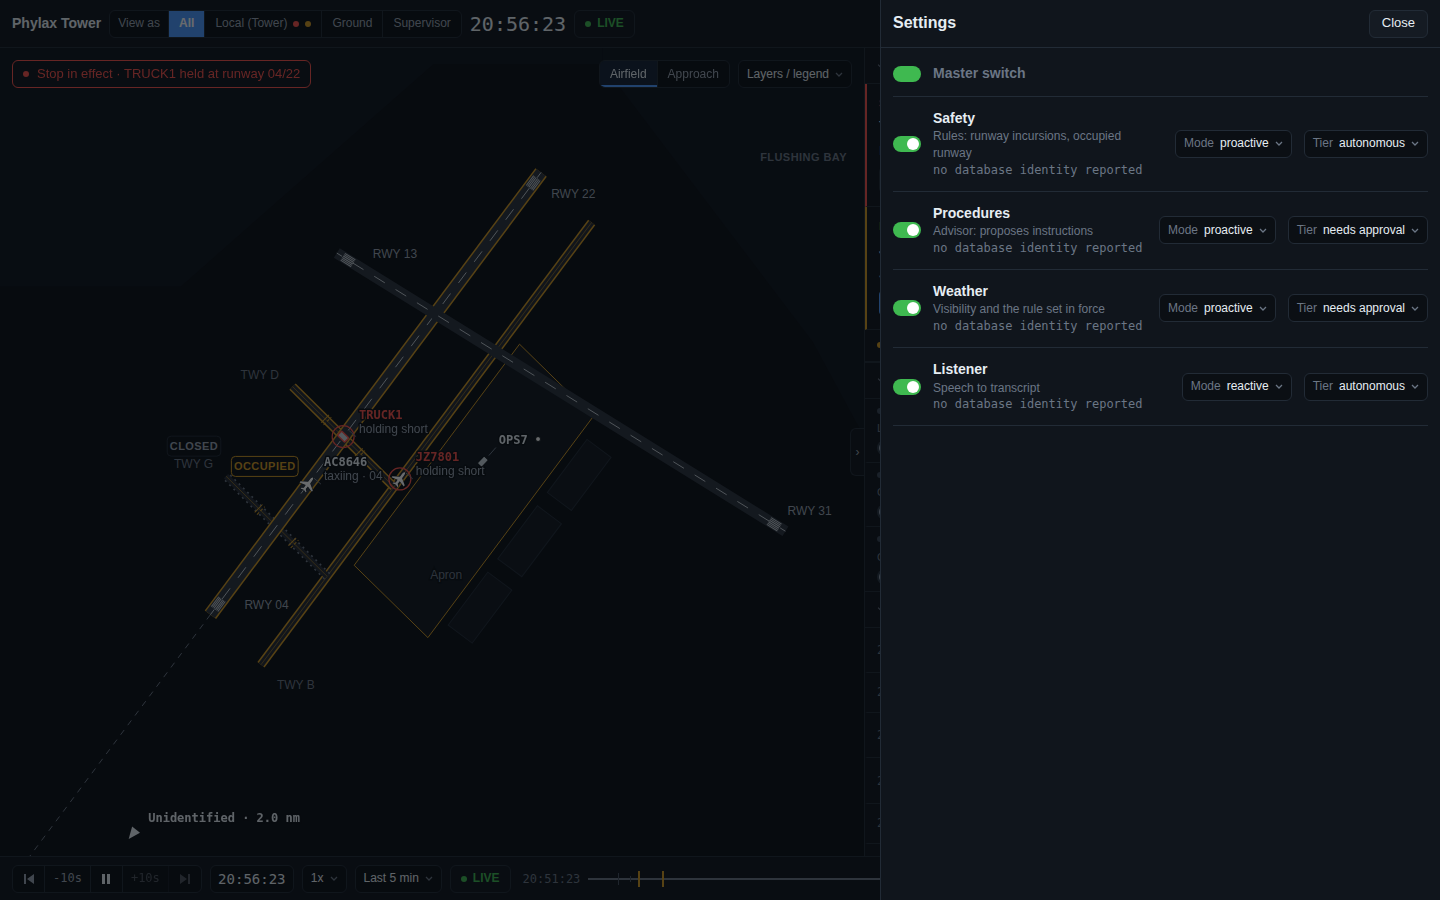 Phylax Tower
View as
All
Local (Tower)
Ground
Supervisor
20:56:23
LIVE
Settings
Close
Stop in effect · TRUCK1 held at runway 04/22
Airfield
Approach
Layers / legend
Master switch
Safety
Rules: runway incursions, occupied
runway
no database identity reported
Mode proactive
Tier autonomous
Procedures
Advisor: proposes instructions
no database identity reported
Mode proactive
Tier needs approval
Weather
Visibility and the rule set in force
no database identity reported
Mode proactive
Tier needs approval
Listener
Speech to transcript
no database identity reported
Mode reactive
Tier autonomous
FLUSHING BAY
RWY 22
RWY 13
TWY D
TRUCK1
holding short
OPS7 •
CLOSED
TWY G
OCCUPIED
AC8646
taxiing · 04
JZ7801
holding short
RWY 31
Apron
RWY 04
TWY B
Unidentified · 2.0 nm
-10s
+10s
20:56:23
1x
Last 5 min
LIVE
20:51:23